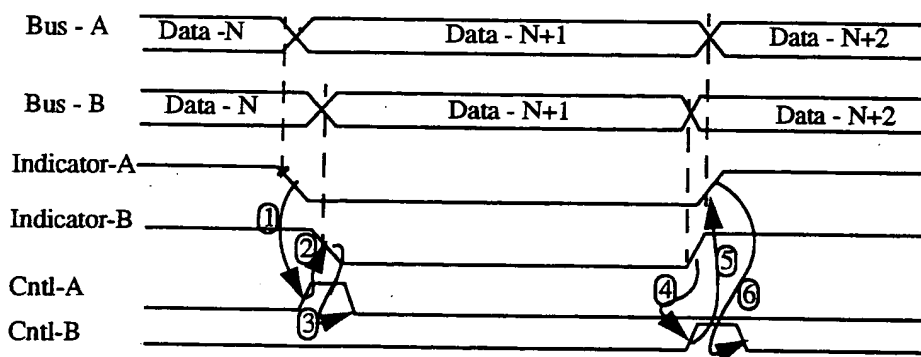 Bus - A Data -N Data - N+1 Data - N+2
Bus - B Data - N Data - N+1 Data - N+2
Indicator-A
1
Indicator-B
2
Cntl-A
3
4
5
6
Cntl-B